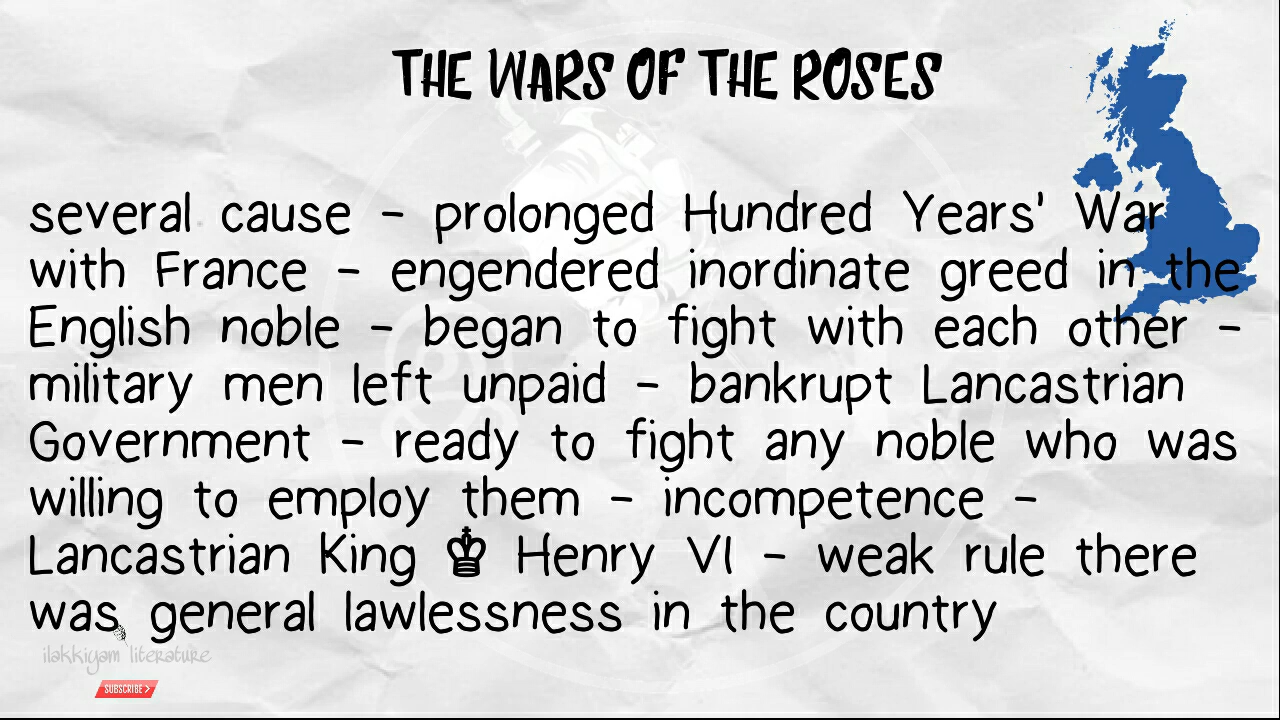 THE WARS OF THE ROSES
several cause - prolonged Hundred Years' War
with France - engendered inordinate greed in the
English noble - began to fight with each other -
military men left unpaid - bankrupt Lancastrian
Government - ready to fight any noble who was
willing to employ them - incompetence -
Lancastrian King ♔ Henry VI - weak rule there
was general lawlessness in the country
ilakkiyam literature
SUBSCRIBE >